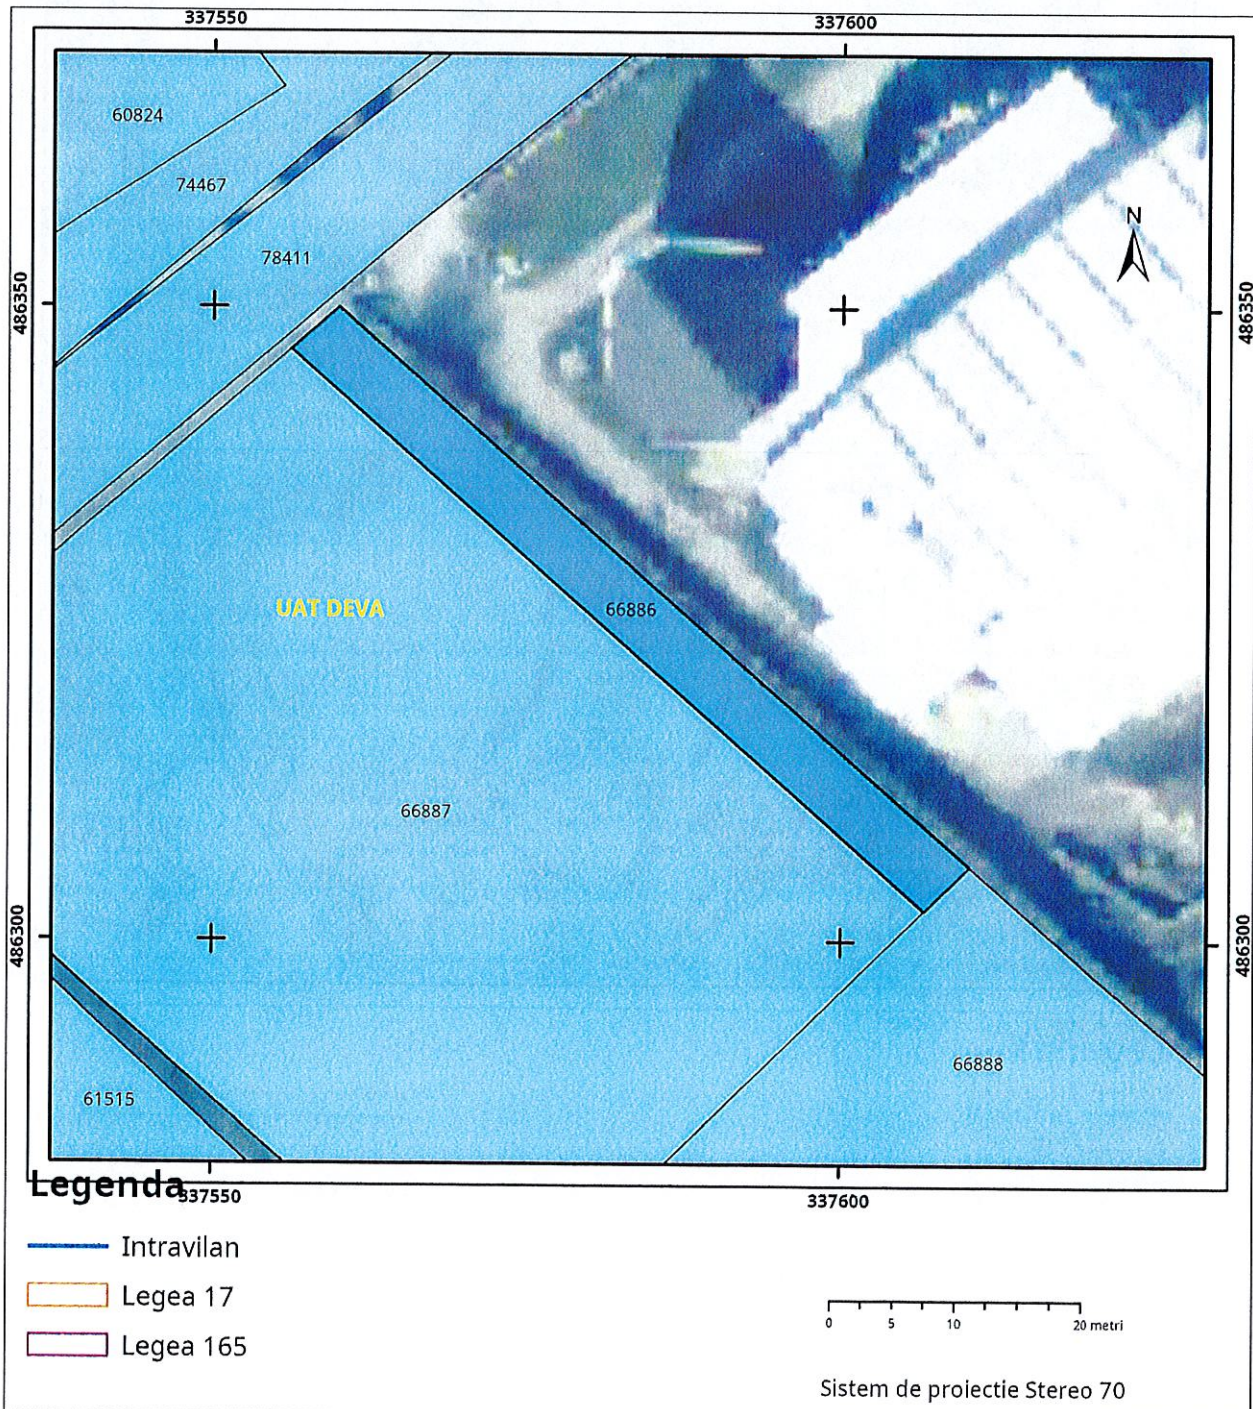 337550
337600
60824
74467
78411
N
486350
486350
66886
UAT DEVA
66887
486300
486300
66888
61515
Legenda
337550
337600
Intravilan
Legea 17
Legea 165
0 5 10 20 metri
Sistem de proiectie Stereo 70